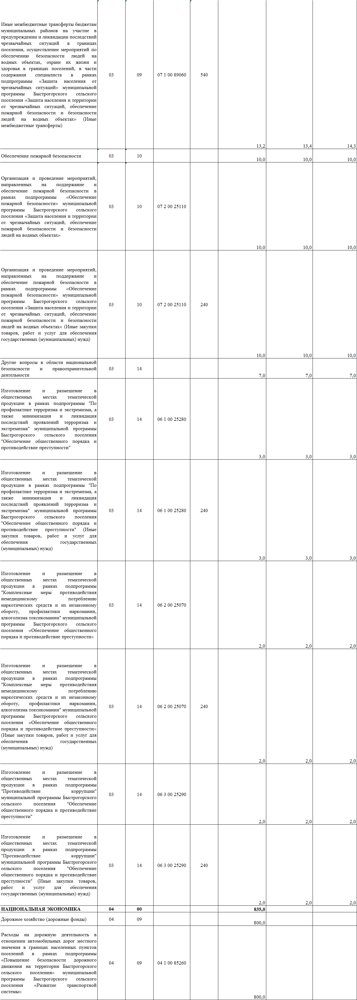 Иные межбюджетные трансферты бюджетам
муниципальных районов на участие в
предупреждении и ликвидации последствий
чрезвычайных ситуаций в границах
поселения, осуществление мероприятий по
обеспечению безопасности людей на
водных объектах, охране их жизни и
здоровья в границах поселений, в части
содержания специалиста в рамках
подпрограммы «Защита населения от
чрезвычайных ситуаций» муниципальной
программы Быстрогорского сельского
поселения «Защита населения и территории
от чрезвычайных ситуаций, обеспечение
пожарной безопасности и безопасности
людей на водных объектах» (Иные
межбюджетные трансферты)
03 09 07 1 00 89060 540
13,2 13,4 14,3
Обеспечение пожарной безопасности 03 10
10,0 10,0 10,0
Организация и проведение мероприятий,
направленных на поддержание и
обеспечение пожарной безопасности в
рамках подпрограммы «Обеспечение
пожарной безопасности» муниципальной
программы Быстрогорского сельского
поселения «Защита населения и территории
от чрезвычайных ситуаций, обеспечение
пожарной безопасности и безопасности
людей на водных объектах»
03 10 07 2 00 25110
10,0 10,0 10,0
Организация и проведение мероприятий,
направленных на поддержание и
обеспечение пожарной безопасности в
рамках подпрограммы «Обеспечение
пожарной безопасности» муниципальной
программы Быстрогорского сельского
поселения «Защита населения и территории
от чрезвычайных ситуаций, обеспечение
пожарной безопасности и безопасности
людей на водных объектах» (Иные закупки
товаров, работ и услуг для обеспечения
государственных (муниципальных) нужд)
03 10 07 2 00 25110 240
10,0 10,0 10,0
Другие вопросы в области национальной
безопасности и правоохранительной
деятельности
03 14
7,0 7,0 7,0
Изготовление и размещение в
общественных местах тематической
продукции в рамках подпрограммы "По
профилактике терроризма и экстремизма, а
также минимизация и ликвидация
последствий проявлений терроризма и
экстремизма" муниципальной программы
Быстрогорского сельского поселения
"Обеспечение общественного порядка и
противодействие преступности"
03 14 06 1 00 25280
3,0 3,0 3,0
Изготовление и размещение в
общественных местах тематической
продукции в рамках подпрограммы "По
профилактике терроризма и экстремизма, а
также минимизация и ликвидация
последствий проявлений терроризма и
экстремизма" муниципальной программы
Быстрогорского сельского поселения
"Обеспечение общественного порядка и
противодействие преступности" (Иные
закупки товаров, работ и услуг для
обеспечения государственных
(муниципальных) нужд)
03 14 06 1 00 25280 240
3,0 3,0 3,0
Изготовление и размещение в
общественных местах тематической
продукции в рамках подпрограммы
"Комплексные меры противодействия
немедицинскому потреблению
наркотических средств и их незаконному
обороту, профилактики наркомании,
алкоголизма токсикомании" муниципальной
программы Быстрогорского сельского
поселения «Обеспечение общественного
порядка и противодействие преступности»
03 14 06 2 00 25070
2,0 2,0 2,0
Изготовление и размещение в
общественных местах тематической
продукции в рамках подпрограммы
"Комплексные меры противодействия
немедицинскому потреблению
наркотических средств и их незаконному
обороту, профилактики наркомании,
алкоголизма токсикомании" муниципальной
программы Быстрогорского сельского
поселения «Обеспечение общественного
порядка и противодействие преступности»
(Иные закупки товаров, работ и услуг для
обеспечения государственных
(муниципальных) нужд)
03 14 06 2 00 25070 240
2,0 2,0 2,0
Изготовление и размещение в
общественных местах тематической
продукции в рамках подпрограммы
"Противодействие коррупции"
муниципальной программы Быстрогорского
сельского поселения "Обеспечение
общественного порядка и противодействие
преступности"
03 14 06 3 00 25290
2,0 2,0 2,0
Изготовление и размещение в
общественных местах тематической
продукции в рамках подпрограммы
"Противодействие коррупции"
муниципальной программы Быстрогорского
сельского поселения "Обеспечение
общественного порядка и противодействие
преступности" (Иные закупки товаров,
работ и услуг для обеспечения
государственных (муниципальных) нужд)
03 14 06 3 00 25290 240
2,0 2,0 2,0
НАЦИОНАЛЬНАЯ ЭКОНОМИКА 04 00 835,0
Дорожное хозяйство (дорожные фонды) 04 09
800,0
Расходы на дорожную деятельность в
отношении автомобильных дорог местного
значения в границах населенных пунктов
поселений в рамках подпрограммы
«Повышение безопасности дорожного
движения на территории Быстрогорского
сельского поселения» муниципальной
программы Быстрогорского сельского
поселения «Развитие транспортной
системы»
04 09 04 1 00 85260
800,0